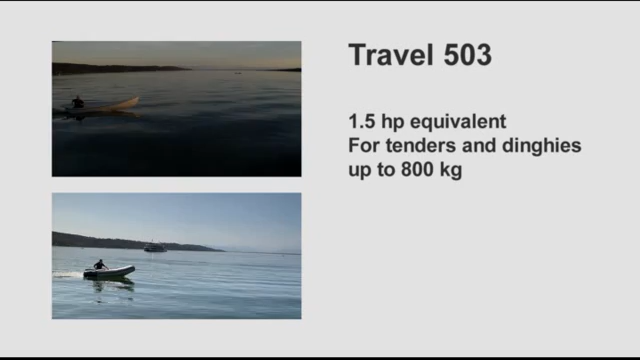 Travel 503
1.5 hp equivalent
For tenders and dinghies
up to 800 kg